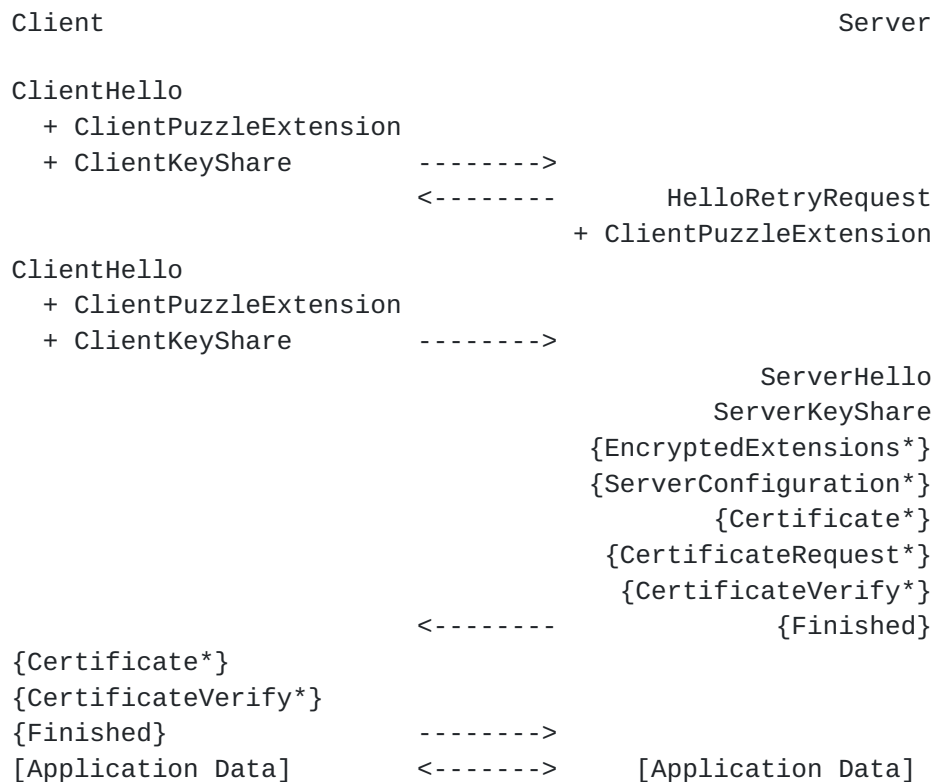 Client                                               Server

ClientHello
  + ClientPuzzleExtension
  + ClientKeyShare        -------->
                          <--------       HelloRetryRequest
                                    + ClientPuzzleExtension
ClientHello
  + ClientPuzzleExtension
  + ClientKeyShare        -------->
                                                ServerHello
                                             ServerKeyShare
                                     {EncryptedExtensions*}
                                     {ServerConfiguration*}
                                             {Certificate*}
                                      {CertificateRequest*}
                                       {CertificateVerify*}
                          <--------              {Finished}
{Certificate*}
{CertificateVerify*}
{Finished}                -------->
[Application Data]        <------->     [Application Data]